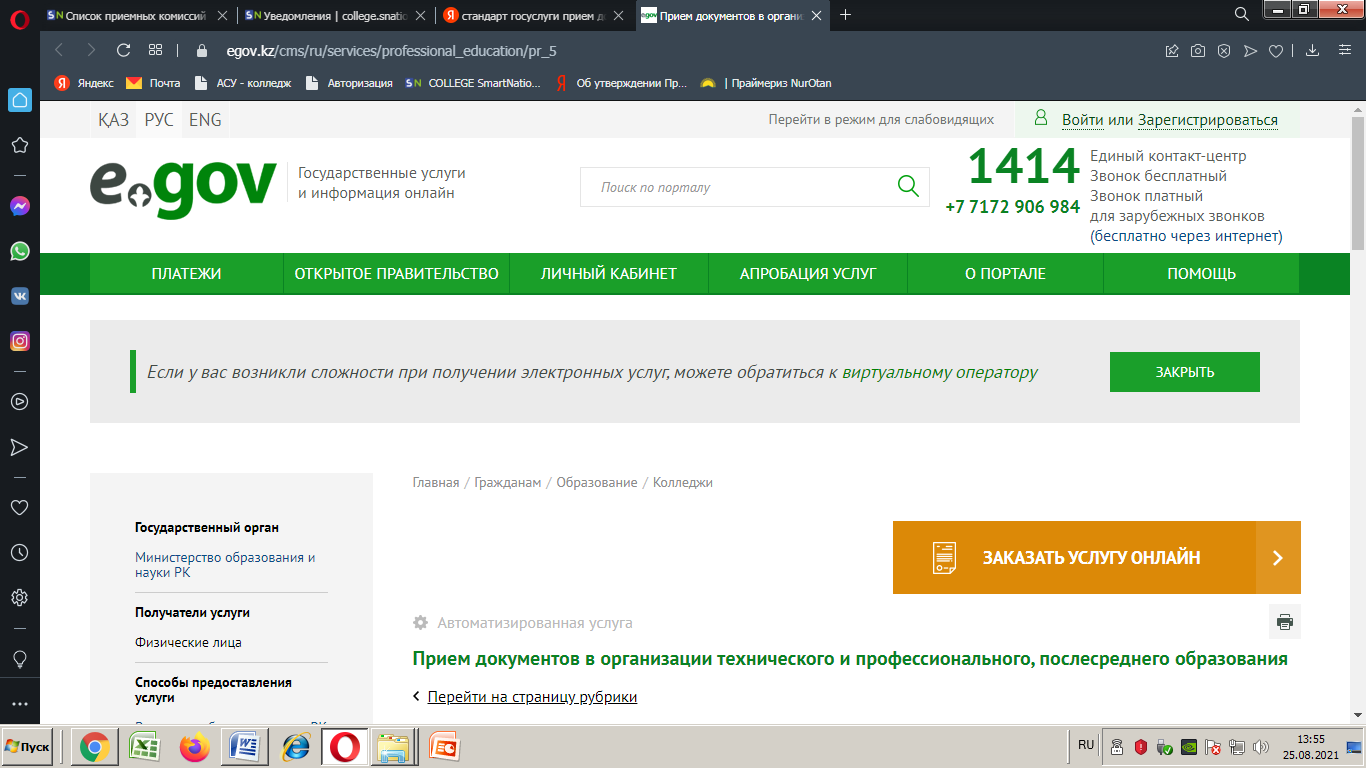 Список приемных комиссий
Уведомления | college.snatio
стандарт госуслуги прием до
Прием документов в органи
egov.kz/cms/ru/services/professional_education/pr_5
Яндекс
Почта
АСУ - колледж
Авторизация
COLLEGE SmartNatio...
Об утверждении Пр...
| Праймериз NurOtan
ҚАЗ РУС ENG
Перейти в режим для слабовидящих
Войти или Зарегистрироваться
e.gov
Государственные услуги
и информация онлайн
Поиск по порталу
1414
+7 7172 906 984
Единый контакт-центр
Звонок бесплатный
Звонок платный
для зарубежных звонков
(бесплатно через интернет)
ПЛАТЕЖИ
ОТКРЫТОЕ ПРАВИТЕЛЬСТВО
ЛИЧНЫЙ КАБИНЕТ
АПРОБАЦИЯ УСЛУГ
О ПОРТАЛЕ
ПОМОЩЬ
Если у вас возникли сложности при получении электронных услуг, можете обратиться к виртуальному оператору
ЗАКРЫТЬ
Государственный орган
Министерство образования и
науки РК
Получатели услуги
Физические лица
Способы предоставления
услуги
Главная / Гражданам / Образование / Колледжи
ЗАКАЗАТЬ УСЛУГУ ОНЛАЙН
Автоматизированная услуга
Прием документов в организации технического и профессионального, послесреднего образования
Перейти на страницу рубрики
Пуск
RU
13:55
25.08.2021